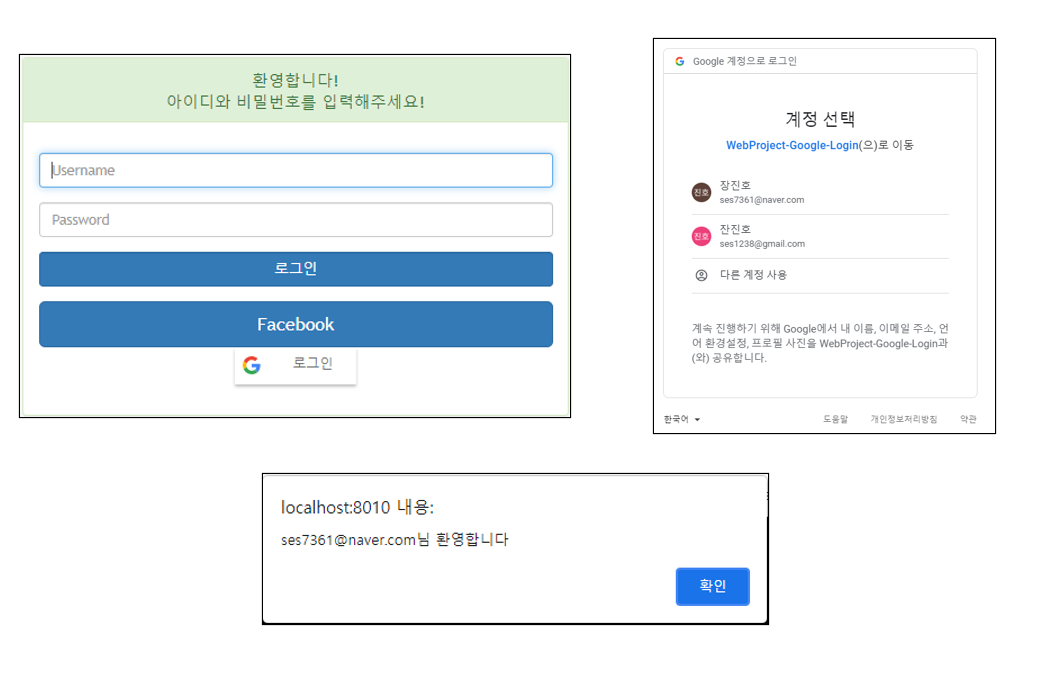 환영합니다!
아이디와 비밀번호를 입력해주세요!
Username
Password
로그인
Facebook
로그인
Google 계정으로 로그인
계정 선택
WebProject-Google-Login(으)로 이동
진호
장진호
ses7361@naver.com
진호
잔진호
ses1238@gmail.com
다른 계정 사용
계속 진행하기 위해 Google에서 내 이름, 이메일 주소, 언
어 환경설정, 프로필 사진을 WebProject-Google-Login과
(와) 공유합니다.
한국어
도움말 개인정보처리방침 약관
localhost:8010 내용:
ses7361@naver.com님 환영합니다
확인